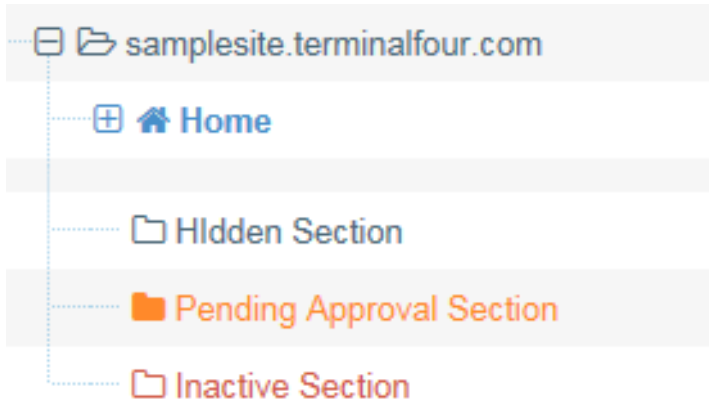 samplesite.terminalfour.com
Home
HIdden Section
Pending Approval Section
Inactive Section